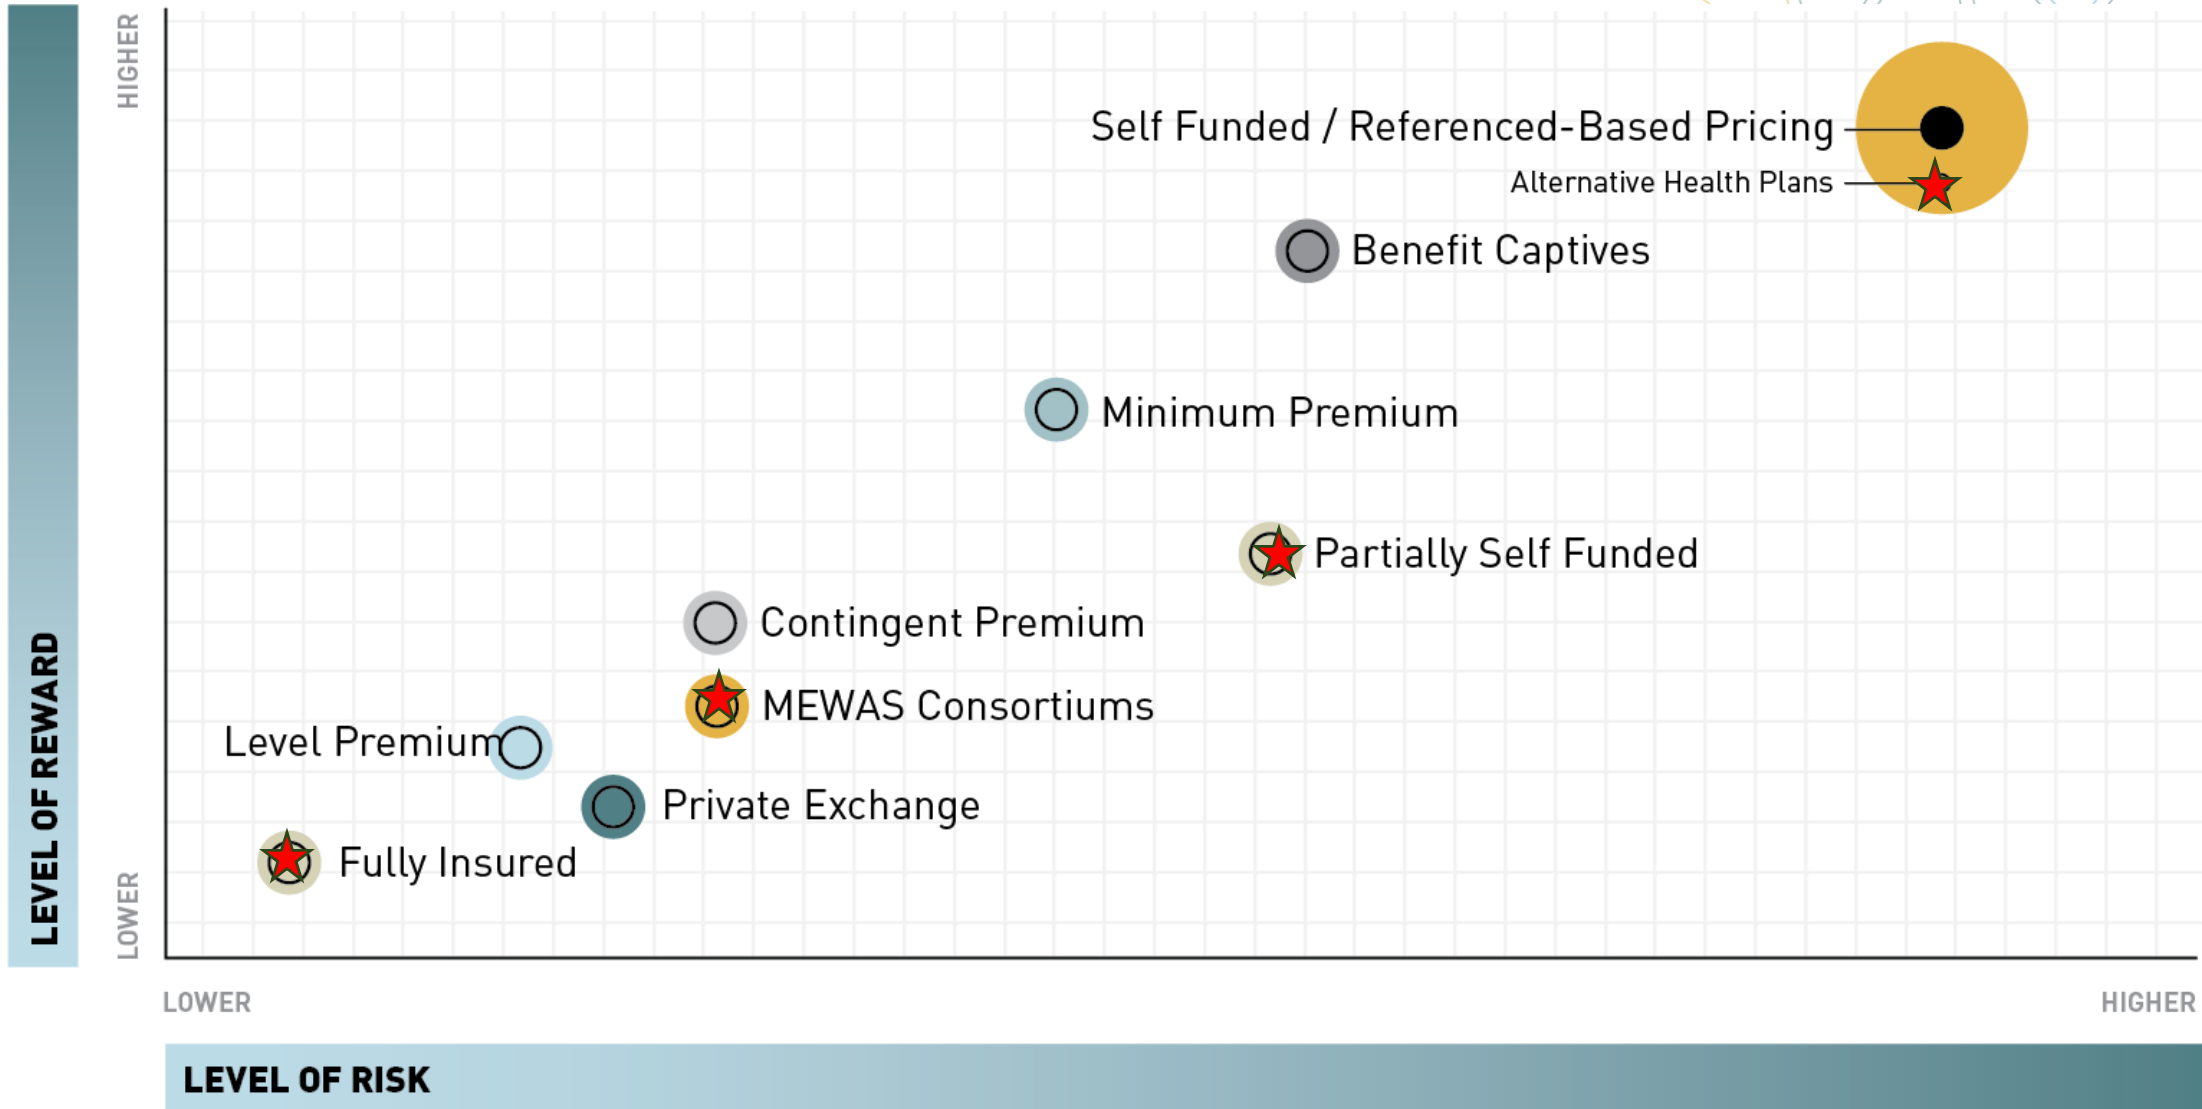 HIGHER
Self Funded / Referenced-Based Pricing
Alternative Health Plans
Benefit Captives
Minimum Premium
Partially Self Funded
Contingent Premium
MEWAS Consortiums
Level Premium
Private Exchange
Fully Insured
LEVEL OF REWARD
LOWER
LOWER
HIGHER
LEVEL OF RISK